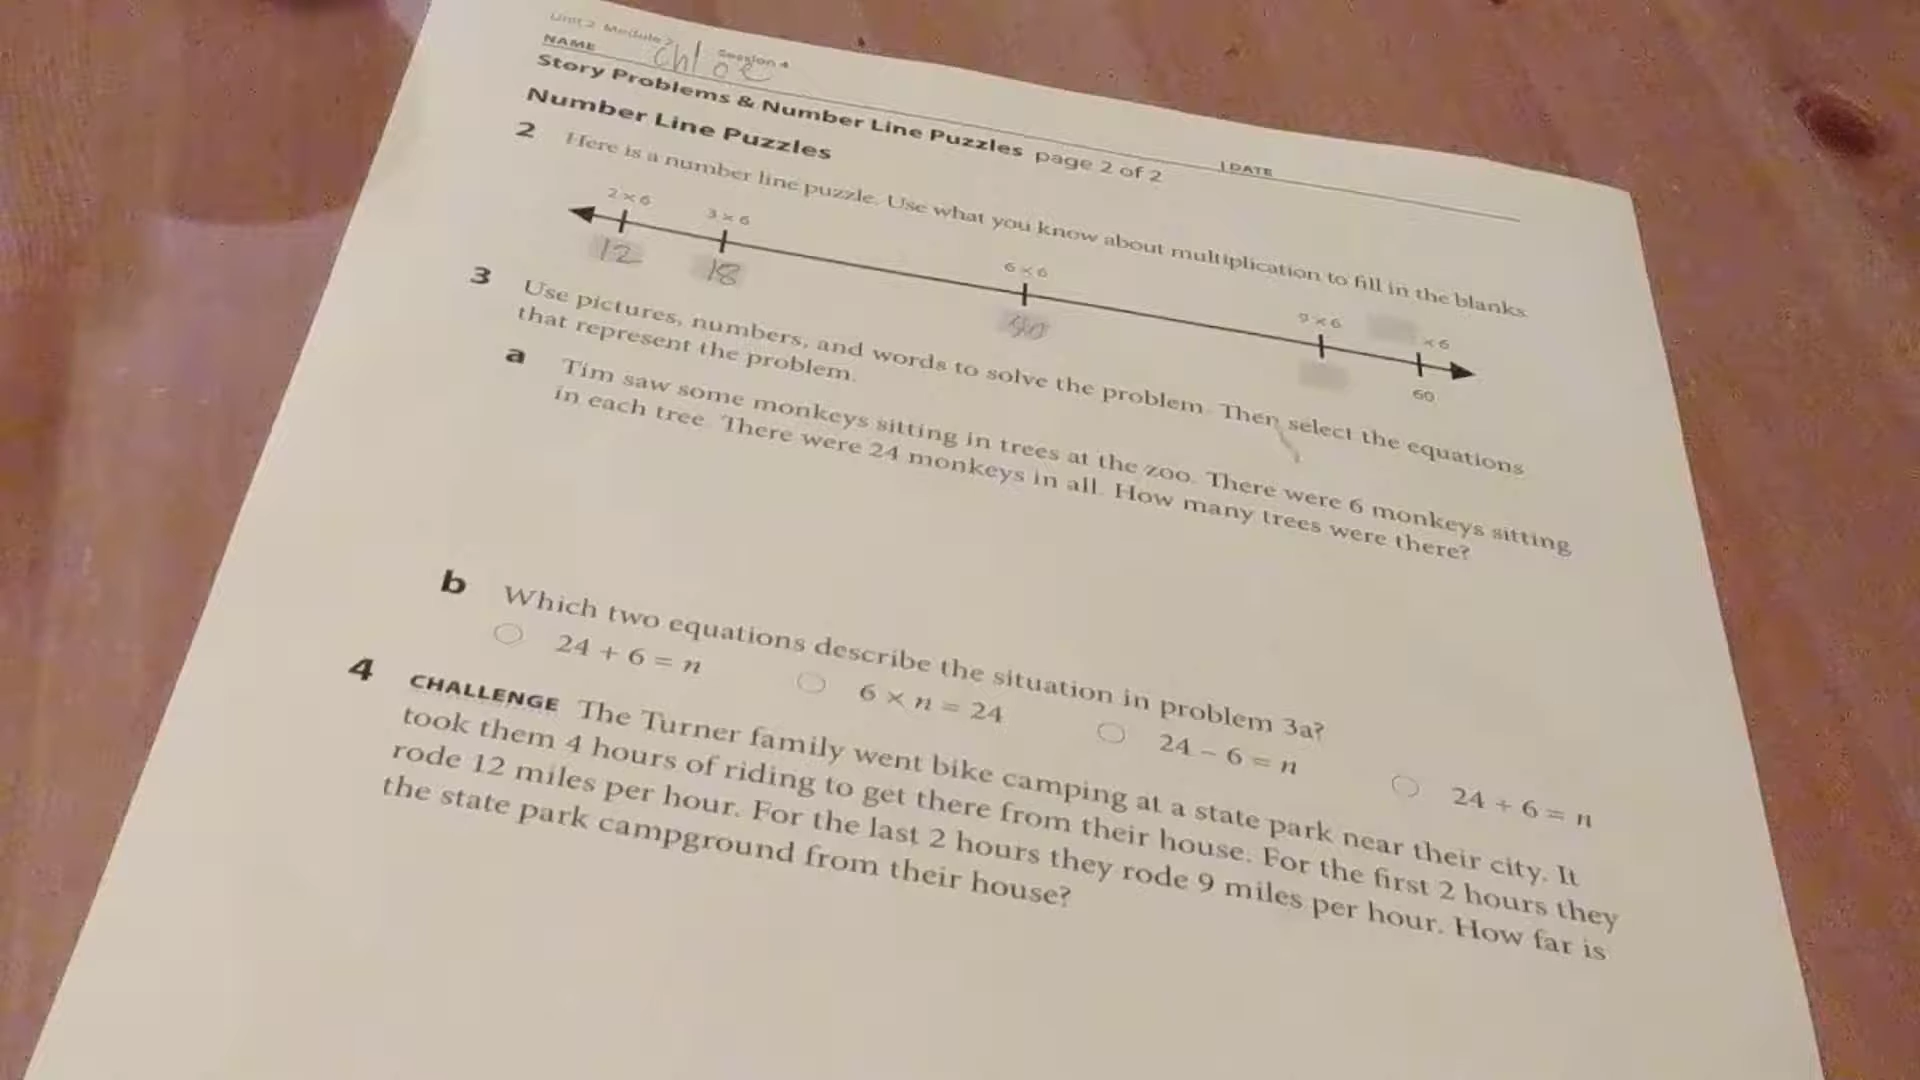 Unit 2 Module 2 Session 4
NAME Chloe | DATE
Story Problems & Number Line Puzzles page 2 of 2
Number Line Puzzles
2 Here is a number line puzzle. Use what you know about multiplication to fill in the blanks.
2 × 6 3 × 6 6 × 6 9 × 6 × 6
12 18 60
3 Use pictures, numbers, and words to solve the problem. Then select the equations
that represent the problem.
a Tim saw some monkeys sitting in trees at the zoo. There were 6 monkeys sitting
in each tree. There were 24 monkeys in all. How many trees were there?
b Which two equations describe the situation in problem 3a?
24 + 6 = n 6 × n = 24 24 – 6 = n 24 ÷ 6 = n
4 CHALLENGE The Turner family went bike camping at a state park near their city. It
took them 4 hours of riding to get there from their house. For the first 2 hours they
rode 12 miles per hour. For the last 2 hours they rode 9 miles per hour. How far is
the state park campground from their house?